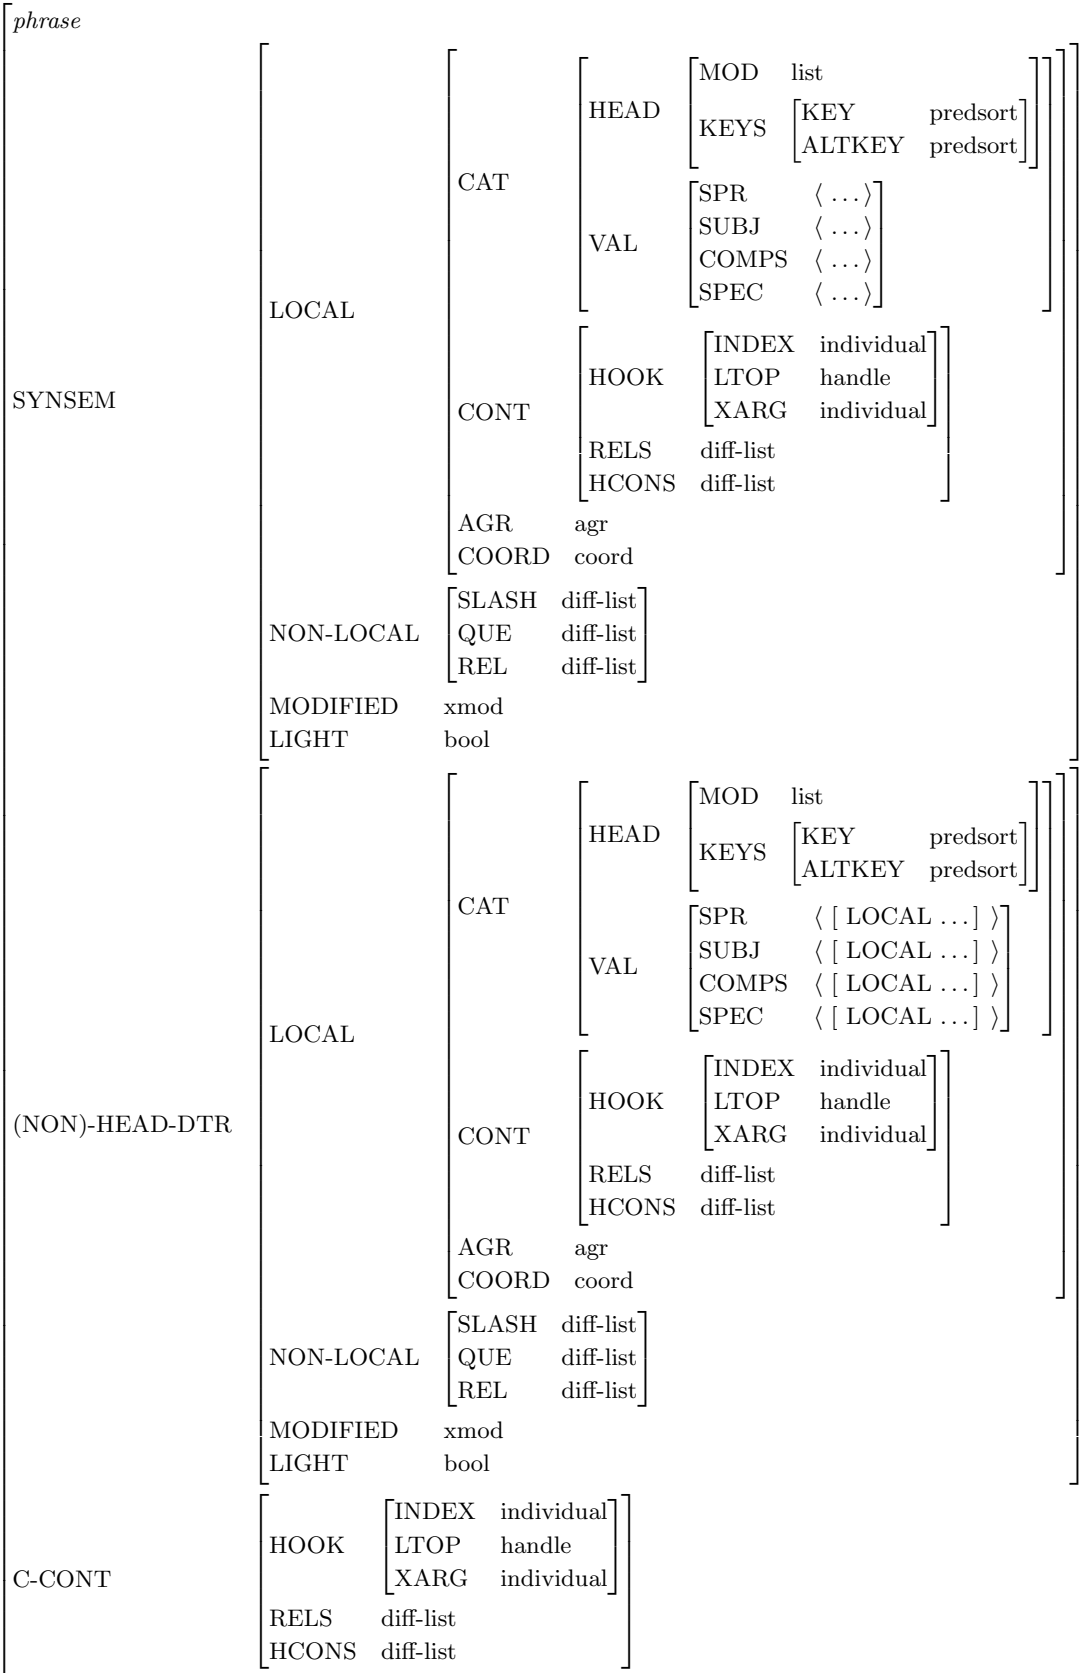 phrase
MOD list
HEAD
KEYS KEY predsort
ALTKEY predsort
CAT
SPR ⟨ …⟩
SUBJ ⟨ …⟩
VAL
COMPS ⟨ …⟩
SPEC ⟨ …⟩
LOCAL
INDEX individual
HOOK LTOP handle
SYNSEM
CONT XARG individual
RELS diff-list
HCONS diff-list
AGR agr
COORD coord
SLASH diff-list
NON-LOCAL QUE diff-list
REL diff-list
MODIFIED xmod
LIGHT bool
MOD list
HEAD
KEYS KEY predsort
ALTKEY predsort
CAT
SPR ⟨ [ LOCAL …] ⟩
SUBJ ⟨ [ LOCAL …] ⟩
VAL
COMPS ⟨ [ LOCAL …] ⟩
SPEC ⟨ [ LOCAL …] ⟩
LOCAL
INDEX individual
HOOK LTOP handle
(NON)-HEAD-DTR
CONT XARG individual
RELS diff-list
HCONS diff-list
AGR agr
COORD coord
SLASH diff-list
NON-LOCAL QUE diff-list
REL diff-list
MODIFIED xmod
LIGHT bool
INDEX individual
HOOK LTOP handle
C-CONT XARG individual
RELS diff-list
HCONS diff-list